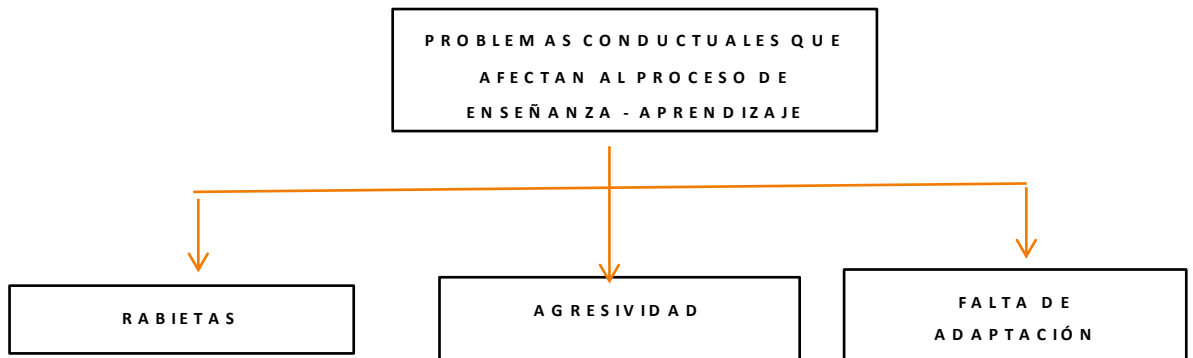 PROBLEMAS CONDUCTUALES QUE
AFECTAN AL PROCESO DE
ENSEÑANZA - APRENDIZAJE
RABIETAS
AGRESIVIDAD
FALTA DE
ADAPTACIÓN